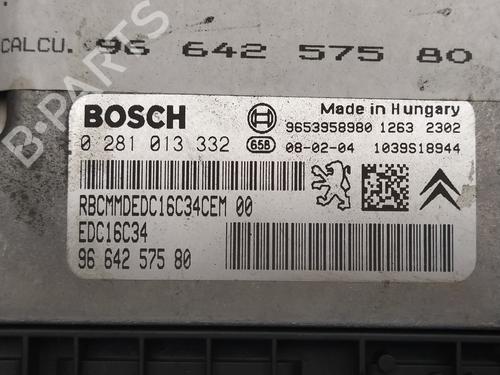 CALCU. 96 642 575 80
BOSCH
Made in Hungary
0 281 013 332
658
9653958980 1263 2302
08-02-04 1039S18944
RBCMMDEDC16C34CEM 00
EDC16C34
96 642 575 80
B-PARTS